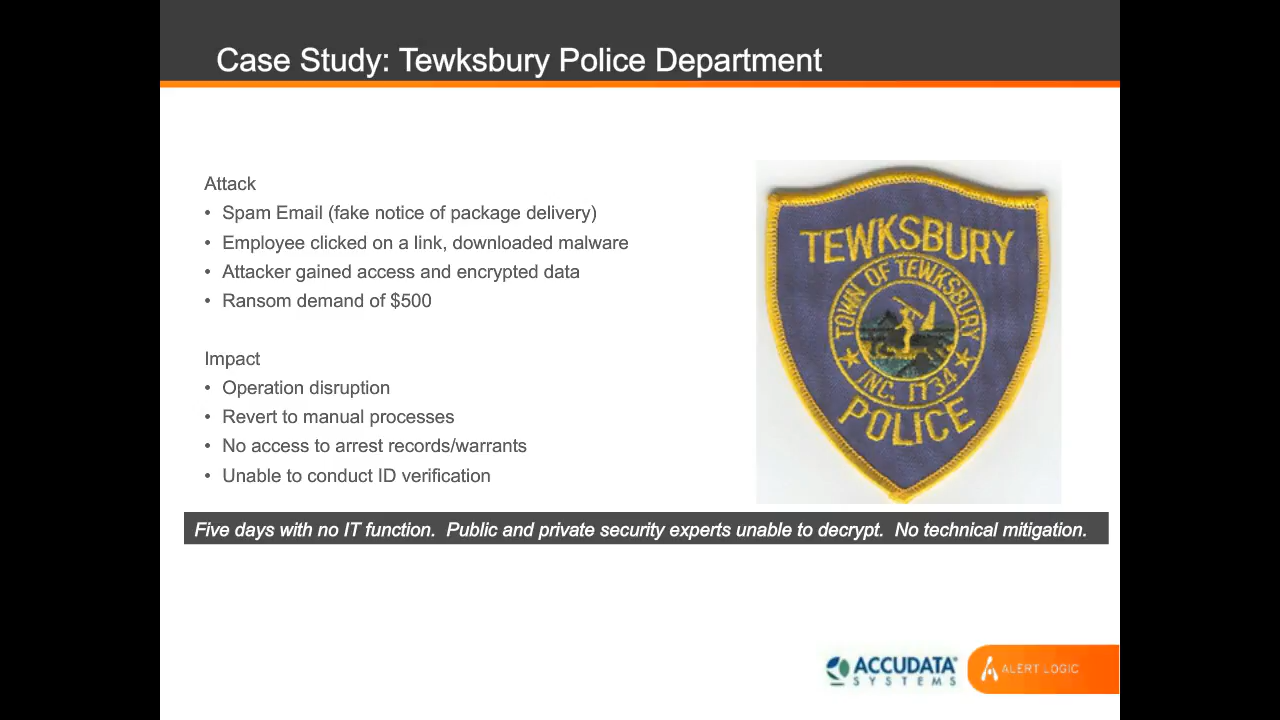 Case Study: Tewksbury Police Department
Attack
• Spam Email (fake notice of package delivery)
• Employee clicked on a link, downloaded malware
• Attacker gained access and encrypted data
• Ransom demand of $500
Impact
• Operation disruption
• Revert to manual processes
• No access to arrest records/warrants
• Unable to conduct ID verification
TEWKSBURY
TOWN OF TEWKSBURY
INC. 1734
POLICE
Five days with no IT function. Public and private security experts unable to decrypt. No technical mitigation.
ACCUDATA
SYSTEMS
ALERT LOGIC